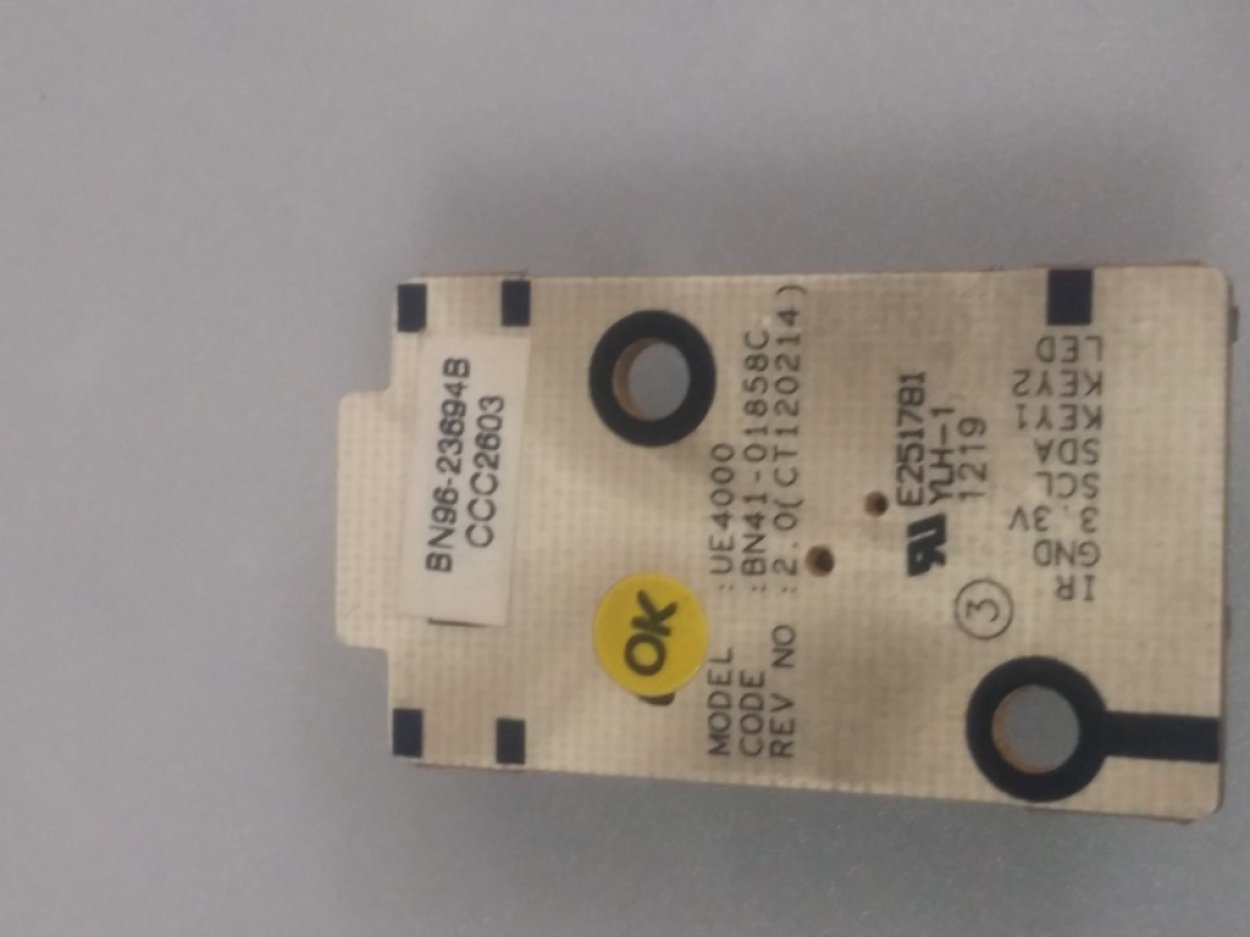 BN96-23694B
CCC2603
OK
MODEL :UE4000
CODE :BN41-01858C
REV NO :2.0(CT120214)
E251781
YLH-1
1219
3
LED
KEY2
KEY1
SDA
SCL
3.3V
GND
IR